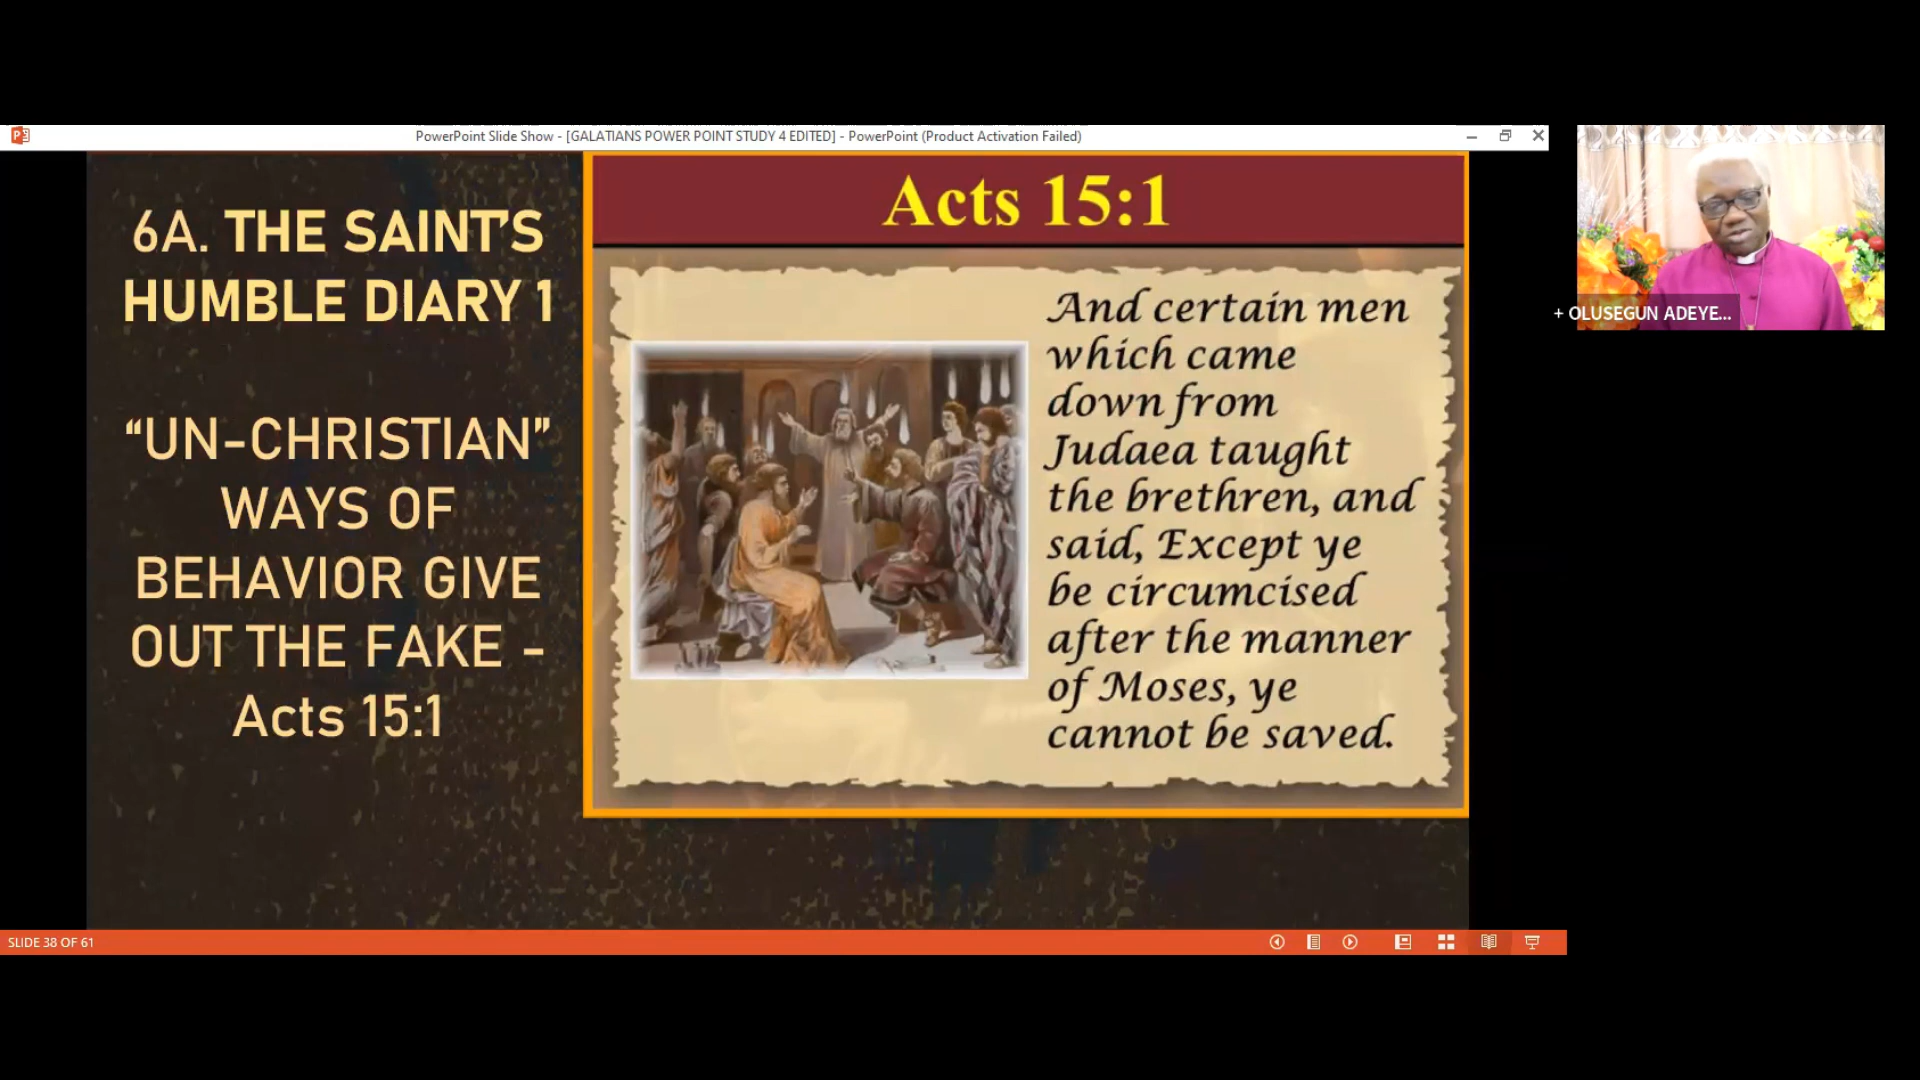 PowerPoint Slide Show - [GALATIANS POWER POINT STUDY 4 EDITED] - PowerPoint (Product Activation Failed)
6A. THE SAINT'S
HUMBLE DIARY 1
“UN-CHRISTIAN”
WAYS OF
BEHAVIOR GIVE
OUT THE FAKE -
Acts 15:1
Acts 15:1
And certain men
which came
down from
Judaea taught
the brethren, and
said, Except ye
be circumcised
after the manner
of Moses, ye
cannot be saved.
+ OLUSEGUN ADEYE...
SLIDE 38 OF 61